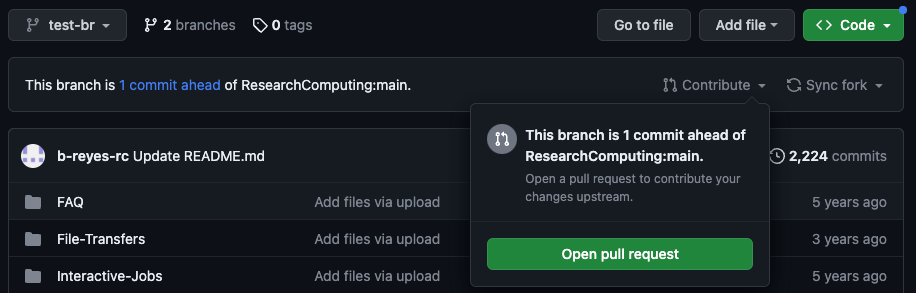 test-br 2 branches 0 tags Go to file Add file Code
This branch is 1 commit ahead of ResearchComputing:main. Contribute Sync fork
This branch is 1 commit ahead of
ResearchComputing:main.
Open a pull request to contribute your
changes upstream.
Open pull request
b-reyes-rc Update README.md 2,224 commits
FAQ Add files via upload 5 years ago
File-Transfers Add files via upload 3 years ago
Interactive-Jobs Add files via upload 5 years ago